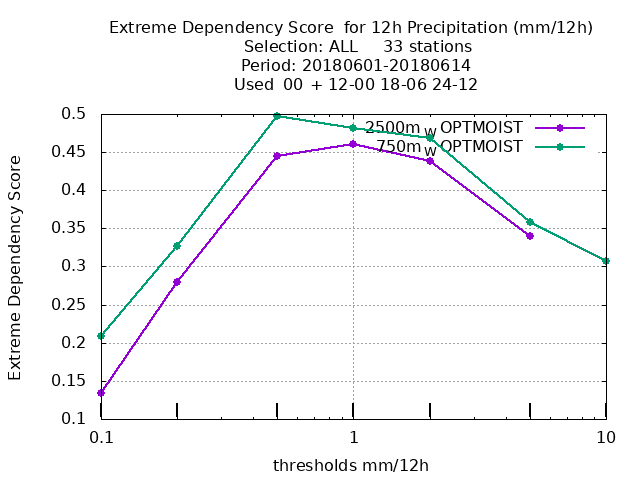 Extreme Dependency Score  for 12h Precipitation (mm/12h)
Selection: ALL     33 stations
Period: 20180601-20180614
Used  00  + 12-00 18-06 24-12
2500m_W OPTMOIST
750m_W OPTMOIST
Extreme Dependency Score
0.5
0.45
0.4
0.35
0.3
0.25
0.2
0.15
0.1
0.1 1 10
thresholds mm/12h